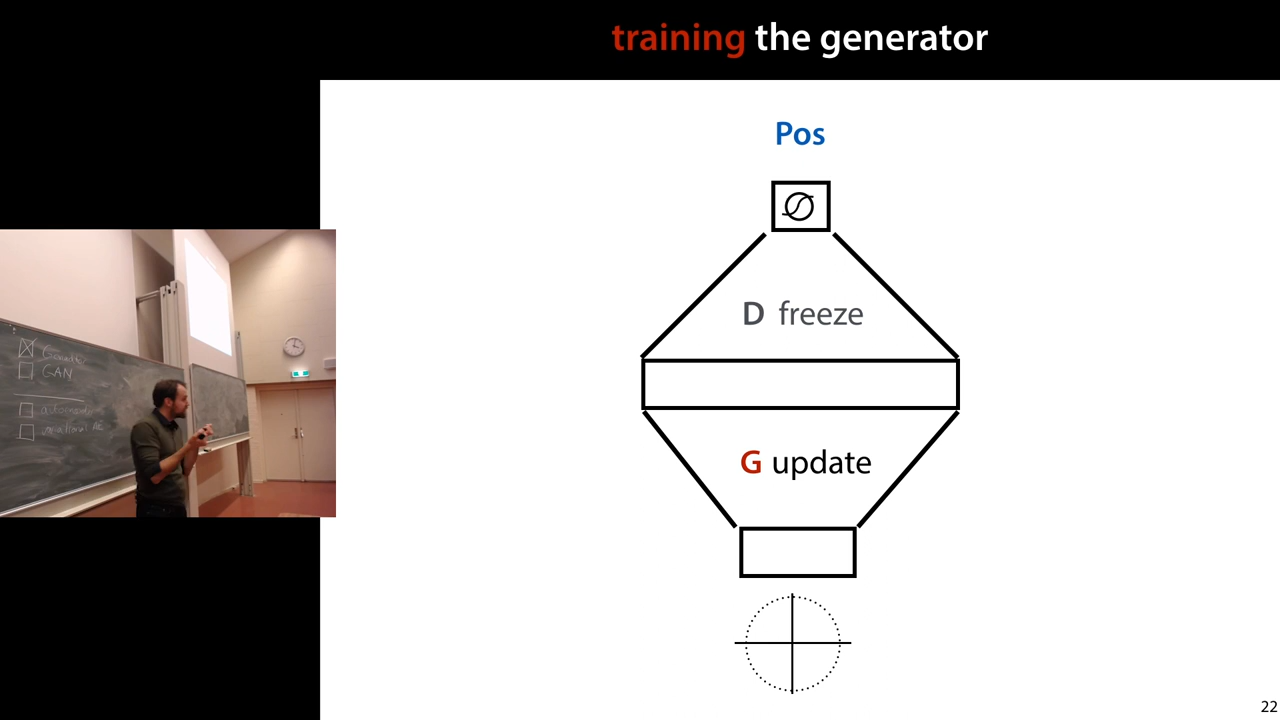 training the generator
Pos
D freeze
G update
22
GAN